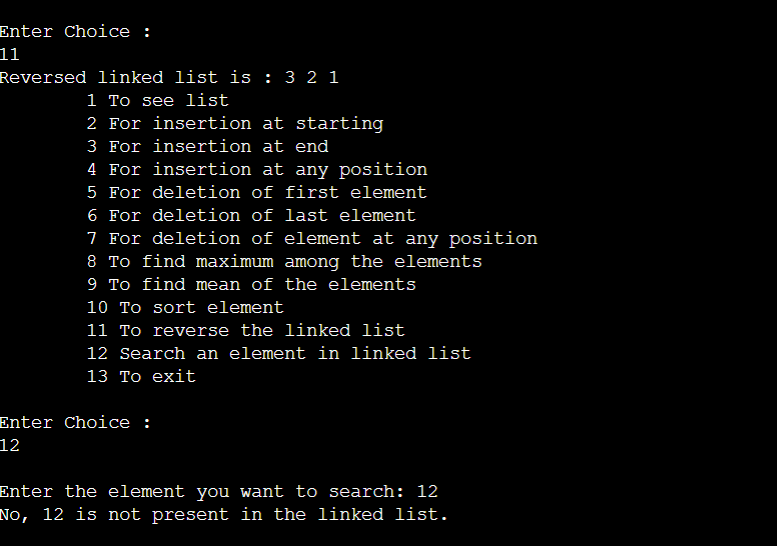 Enter Choice :
11
Reversed linked list is : 3 2 1
1 To see list
2 For insertion at starting
3 For insertion at end
4 For insertion at any position
5 For deletion of first element
6 For deletion of last element
7 For deletion of element at any position
8 To find maximum among the elements
9 To find mean of the elements
10 To sort element
11 To reverse the linked list
12 Search an element in linked list
13 To exit
Enter Choice :
12
Enter the element you want to search: 12
No, 12 is not present in the linked list.